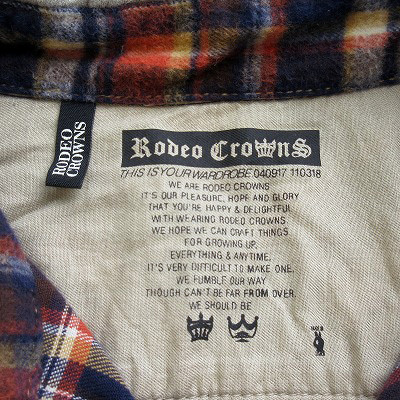 RODEO
CROWNS
Rodeo Crowns
THIS IS YOUR WARDROBE 040917 110318
WE ARE RODEO CROWNS
IT'S OUR PLEASURE, HOPE AND GLORY
THAT YOU'RE HAPPY & DELIGHTFUL
WITH WEARING RODEO CROWNS.
WE HOPE WE CAN CRAFT THINGS
FOR GROWING UP.
EVERYTHING & ANYTIME.
IT'S VERY DIFFICULT TO MAKE ONE.
WE FUMBLE OUR WAY
THOUGH CAN'T BE FAR FROM OVER.
WE SHOULD BE